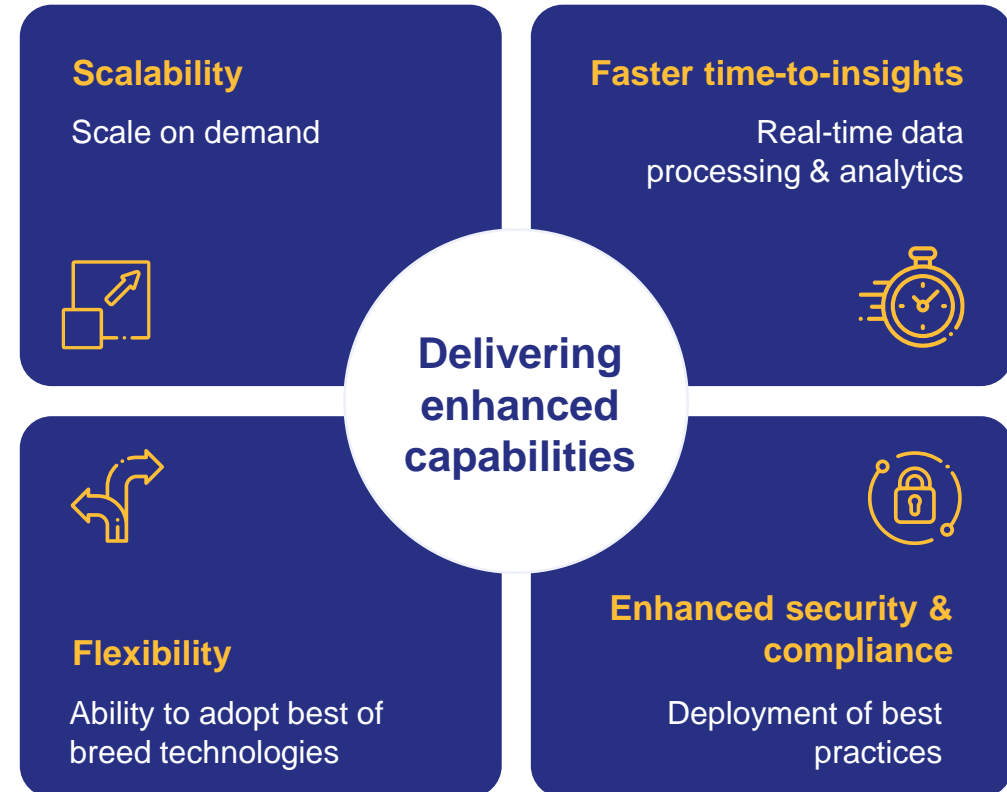 Scalability
Scale on demand
Faster time-to-insights
Real-time data
processing & analytics
Delivering
enhanced
capabilities
Flexibility
Ability to adopt best of
breed technologies
Enhanced security &
compliance
Deployment of best
practices